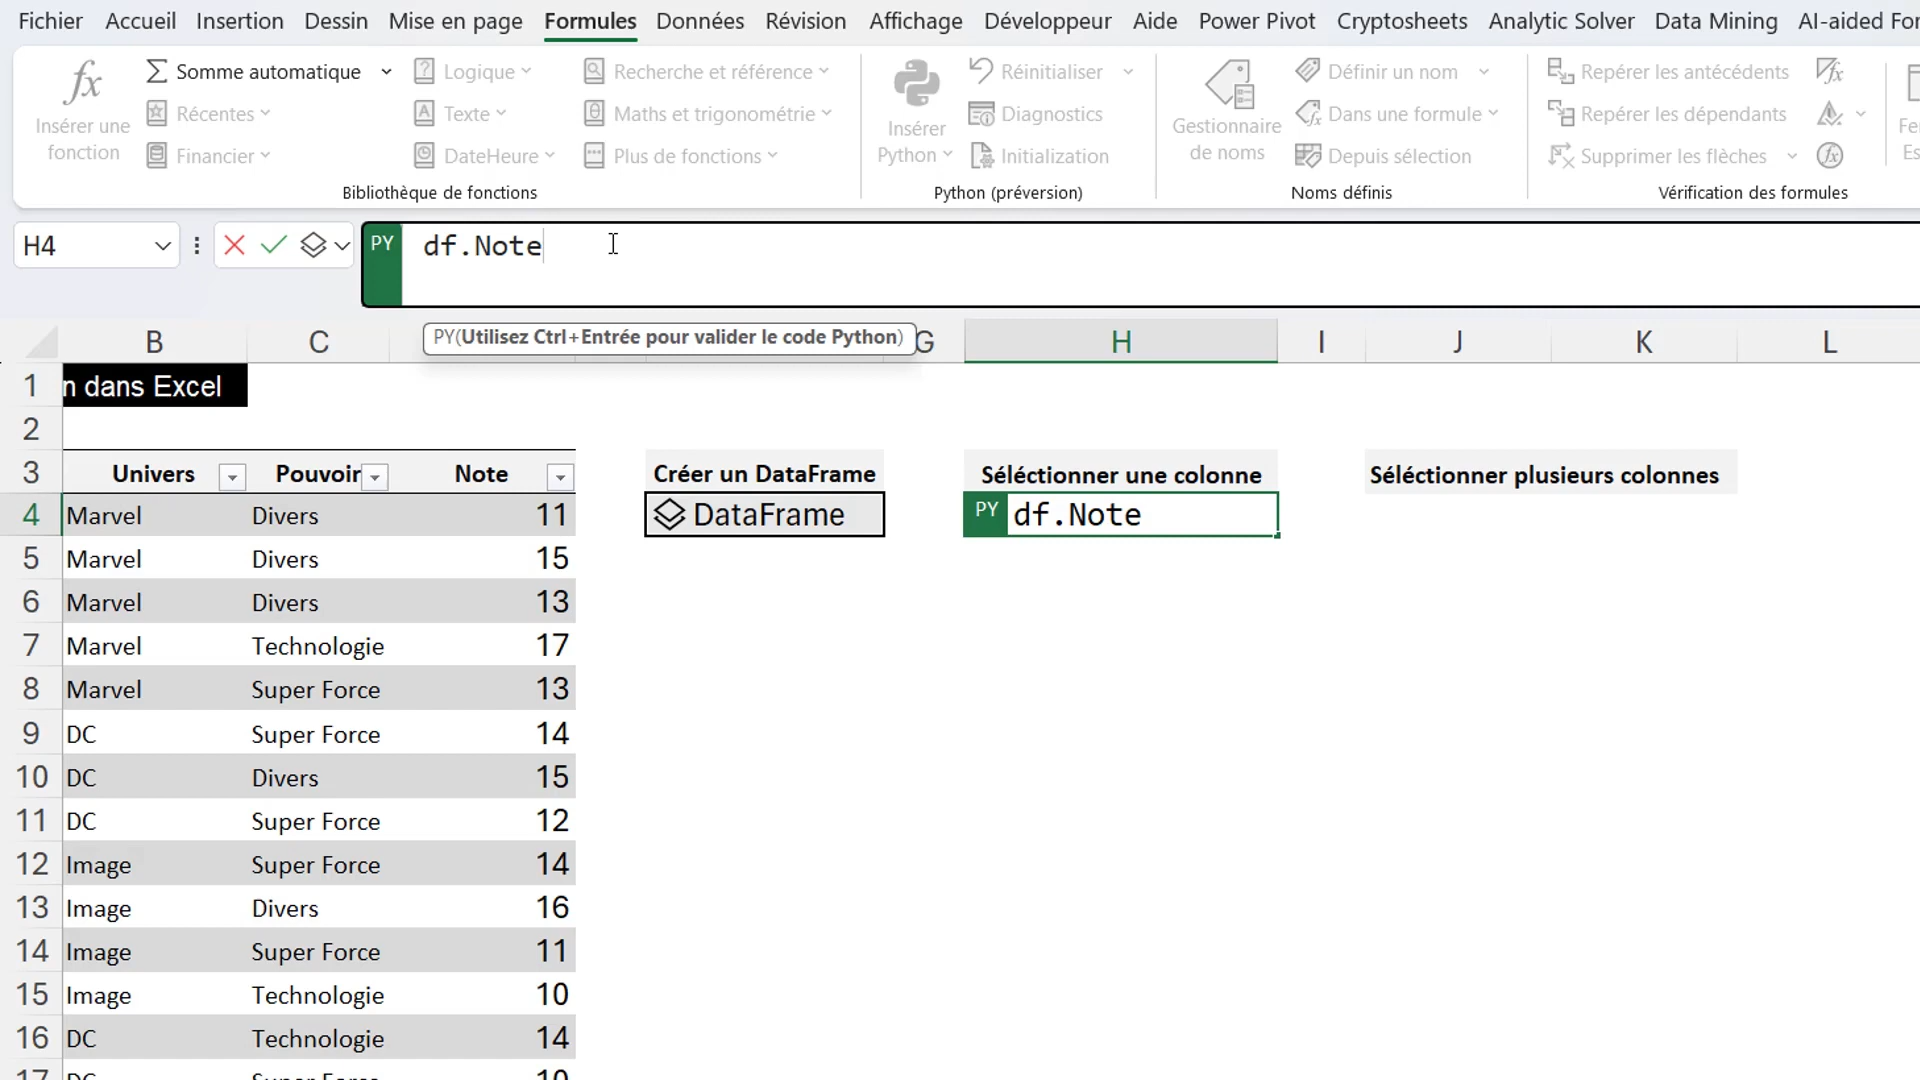 Fichier Accueil Insertion Dessin Mise en page Formules Données Révision Affichage Développeur Aide Power Pivot Cryptosheets Analytic Solver Data Mining AI-aided For
fx Insérer une fonction
Somme automatique
Récentes
Financier
Logique
Texte
DateHeure
Recherche et référence
Maths et trigonométrie
Plus de fonctions
Bibliothèque de fonctions
Insérer Python
Réinitialiser
Diagnostics
Initialization
Python (préversion)
Gestionnaire de noms
Définir un nom
Dans une formule
Depuis sélection
Noms définis
Repérer les antécédents
Repérer les dépendants
Supprimer les flèches
Vérification des formules
H4 PY df.Note
PY(Utilisez Ctrl+Entrée pour valider le code Python)
B C G H I J K L
1 n dans Excel
2
3 Univers Pouvoir Note Créer un DataFrame Séléctionner une colonne Séléctionner plusieurs colonnes
4 Marvel Divers 11 DataFrame PY df.Note
5 Marvel Divers 15
6 Marvel Divers 13
7 Marvel Technologie 17
8 Marvel Super Force 13
9 DC Super Force 14
10 DC Divers 15
11 DC Super Force 12
12 Image Super Force 14
13 Image Divers 16
14 Image Super Force 11
15 Image Technologie 10
16 DC Technologie 14
17 DC Super Force 10